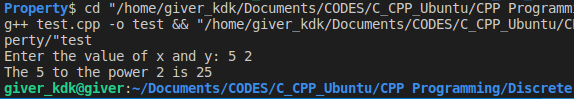 Property$ cd "/home/giver_kdk/Documents/CODES/C_CPP_Ubuntu/CPP Programm
g++ test.cpp -o test && "/home/giver_kdk/Documents/CODES/C_CPP_Ubuntu/C
perty/"test
Enter the value of x and y: 5 2
The 5 to the power 2 is 25
giver_kdk@giver:~/Documents/CODES/C_CPP_Ubuntu/CPP Programming/Discrete